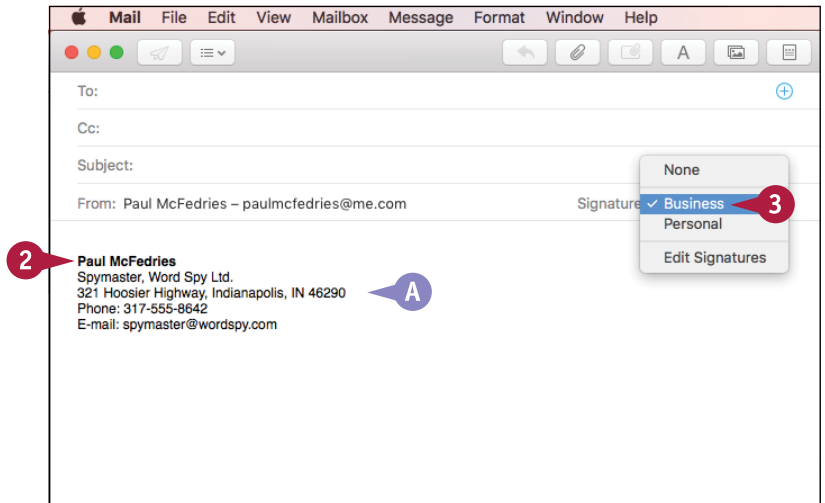 Mail File Edit View Mailbox Message Format Window Help
A
To:
Cc:
Subject:
None
From: Paul McFedries – paulmcfedries@me.com Signature ✓ Business 3
Personal
Edit Signatures
2 Paul McFedries
Spymaster, Word Spy Ltd.
321 Hoosier Highway, Indianapolis, IN 46290 A
Phone: 317-555-8642
E-mail: spymaster@wordspy.com